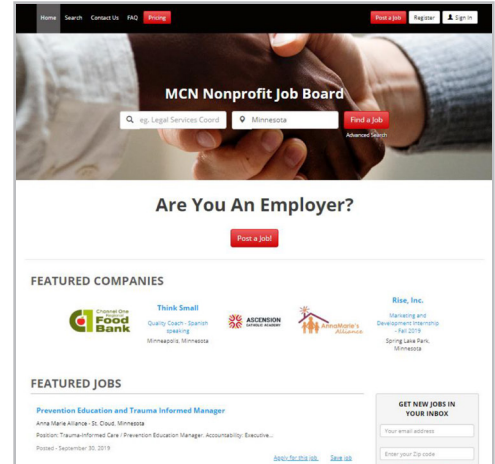 Home Search Contact Us FAQ Pricing
Post a Job Register Sign In
MCN Nonprofit Job Board
eg. Legal Services Coord
Minnesota
Find a Job
Advanced Search
Are You An Employer?
Post a Job!
FEATURED COMPANIES
Channel One
Regional
Food
Bank
Think Small
Quality Coach - Spanish
speaking
Minneapolis, Minnesota
ASCENSION
CATHOLIC ACADEMY
AnnaMarie's
Alliance
Rise, Inc.
Marketing and
Development Internship
- Fall 2019
Spring Lake Park,
Minnesota
FEATURED JOBS
Prevention Education and Trauma Informed Manager
Anna Marie Alliance - St. Cloud, Minnesota
Position: Trauma-Informed Care / Prevention Education Manager; Accountability: Executive...
Posted - September 30, 2019
Apply for this job Save job
GET NEW JOBS IN
YOUR INBOX
Your email address
Enter your Zip code